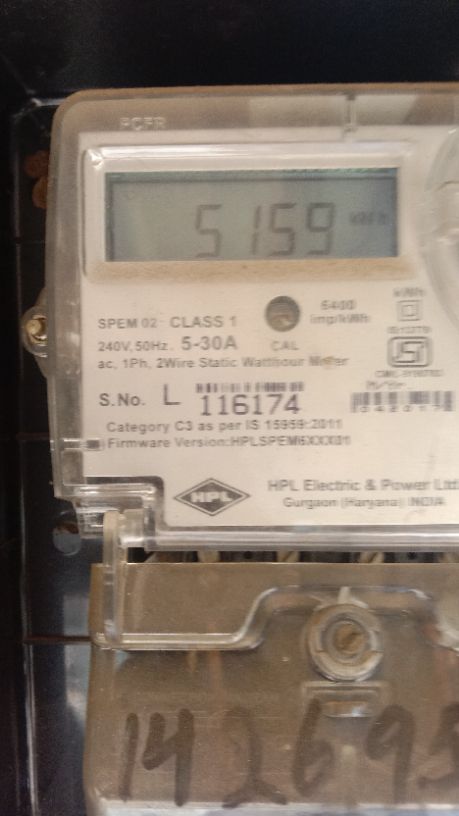 5159 kWh
SPEM 02 - CLASS 1
240V, 50Hz. 5-30A
CAL
6400
imp/kWh
kWh
ac, 1Ph, 2Wire Static Watthour Meter
S.No. L 116174
Category C3 as per IS 15959:2011
Firmware Version:HPLSPEM6XXX01
HPL
HPL Electric & Power Ltd
Gurgaon (Haryana) INDIA
142695